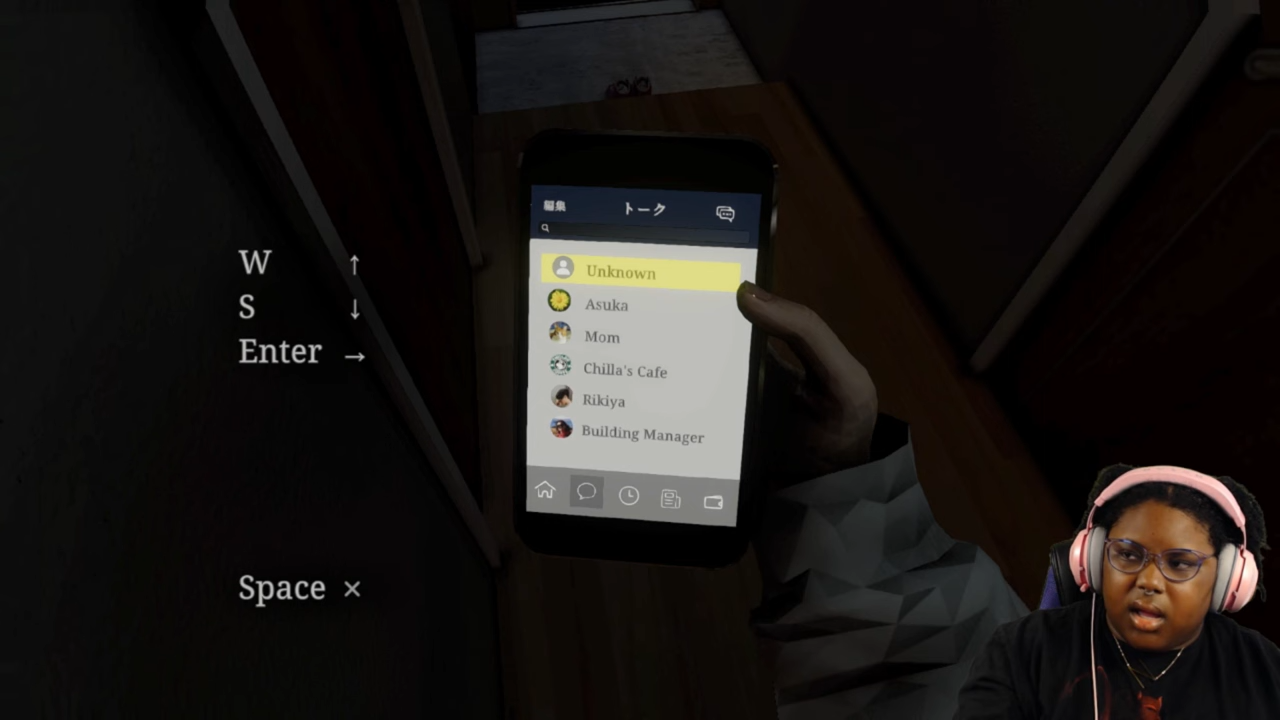 編集 トーク
Unknown
Asuka
Mom
Chilla's Cafe
Rikiya
Building Manager
W ↑
S ↓
Enter →
Space ×